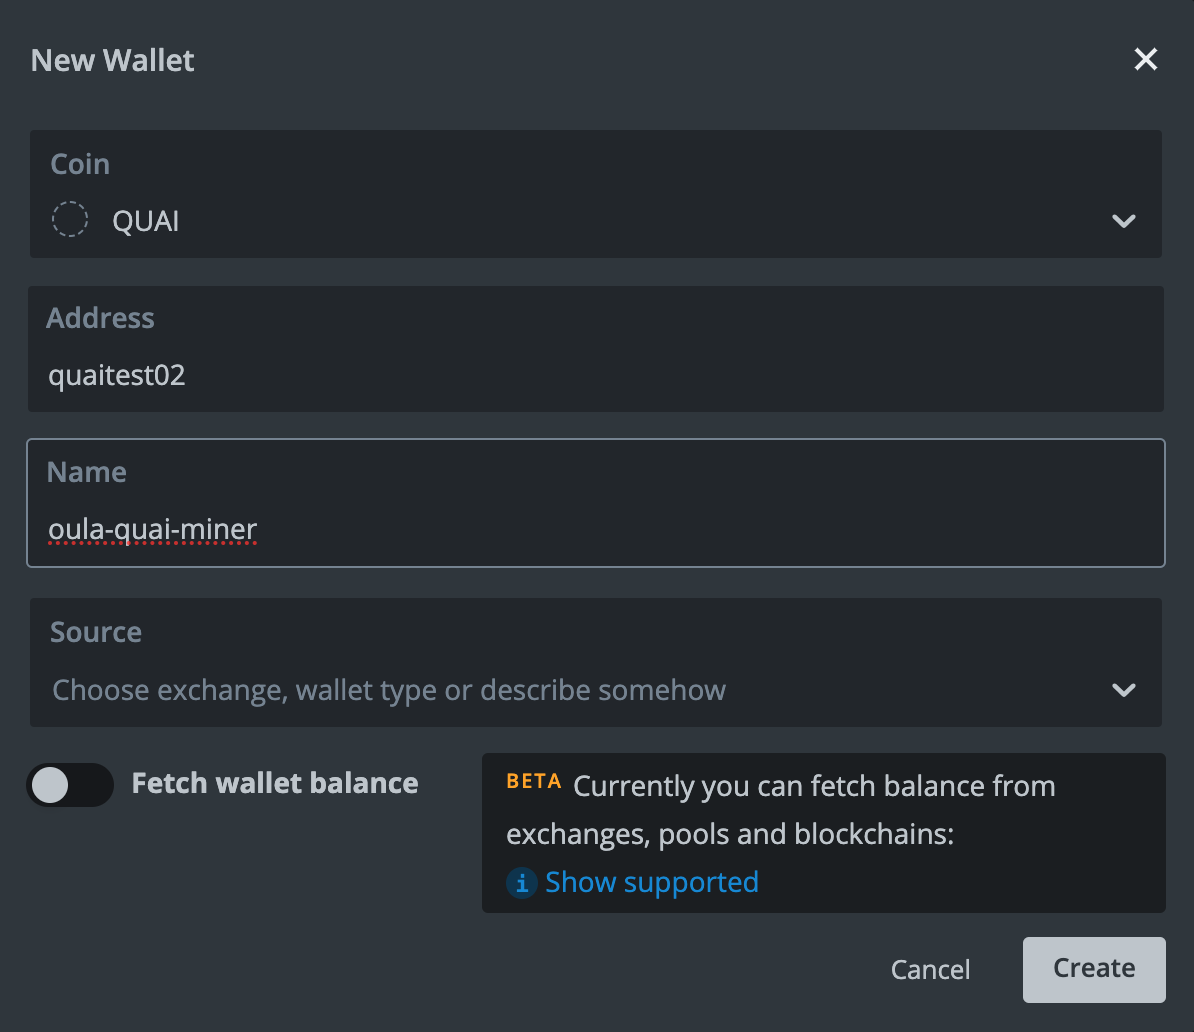 New Wallet
Coin
QUAI
Address
quaitest02
Name
oula-quai-miner
Source
Choose exchange, wallet type or describe somehow
Fetch wallet balance
BETA Currently you can fetch balance from
exchanges, pools and blockchains:
i Show supported
Cancel
Create